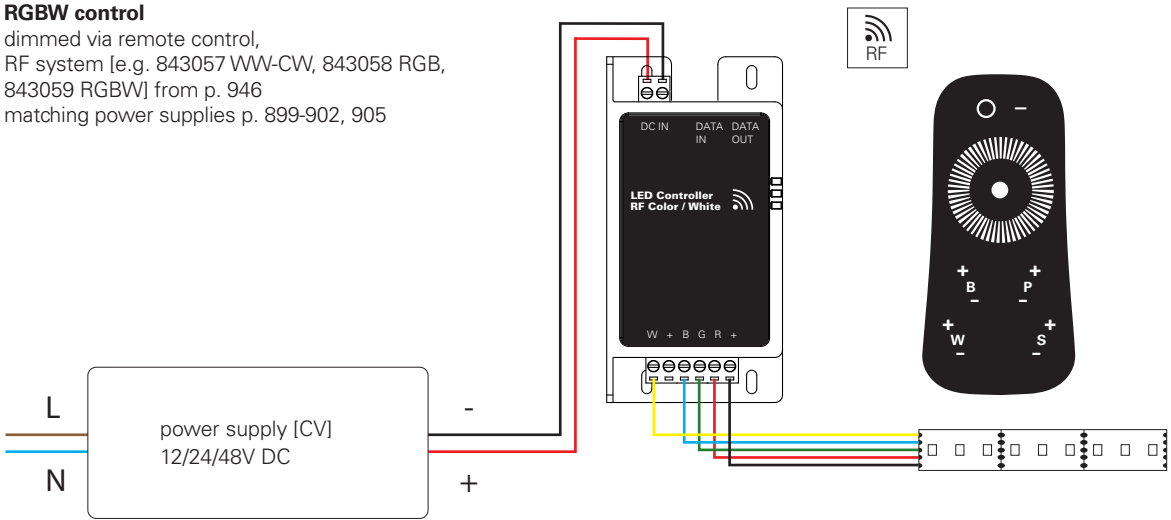 RGBW control
dimmed via remote control,
RF system [e.g. 843057 WW-CW, 843058 RGB,
843059 RGBW] from p. 946
matching power supplies p. 899-902, 905
RF
DC IN DATA IN DATA OUT
LED Controller
RF Color / White
W + B G R +
+ +
B P
- -
+ +
W S
- -
L
N
power supply [CV]
12/24/48V DC
-
+